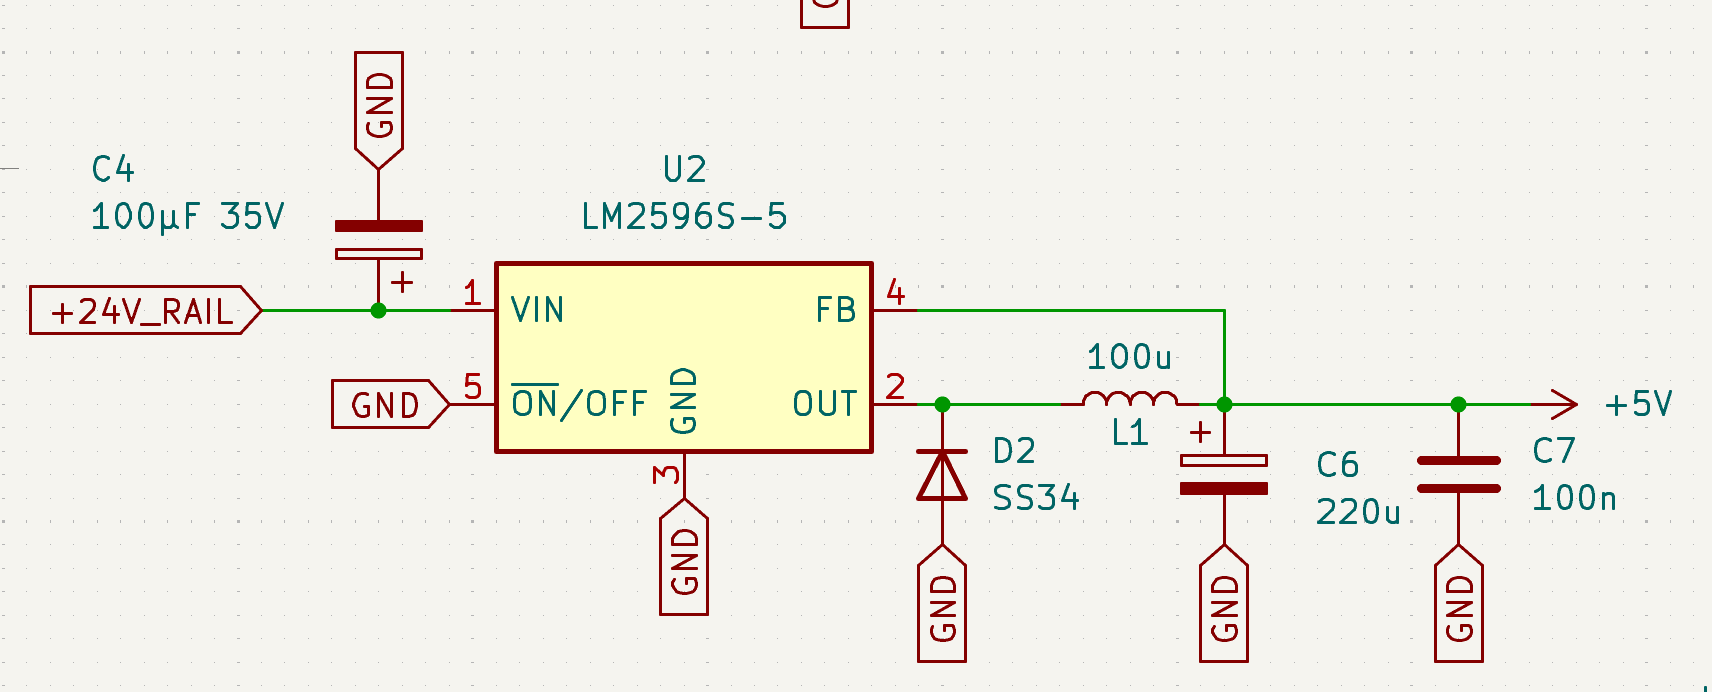 GND
C4
100µF 35V
U2
LM2596S-5
+
+24V_RAIL
1
VIN
FB
4
GND
5
ON/OFF
GND
OUT
2
3
GND
100u
L1
+
+5V
D2
SS34
C6
220u
C7
100n
GND
GND
GND